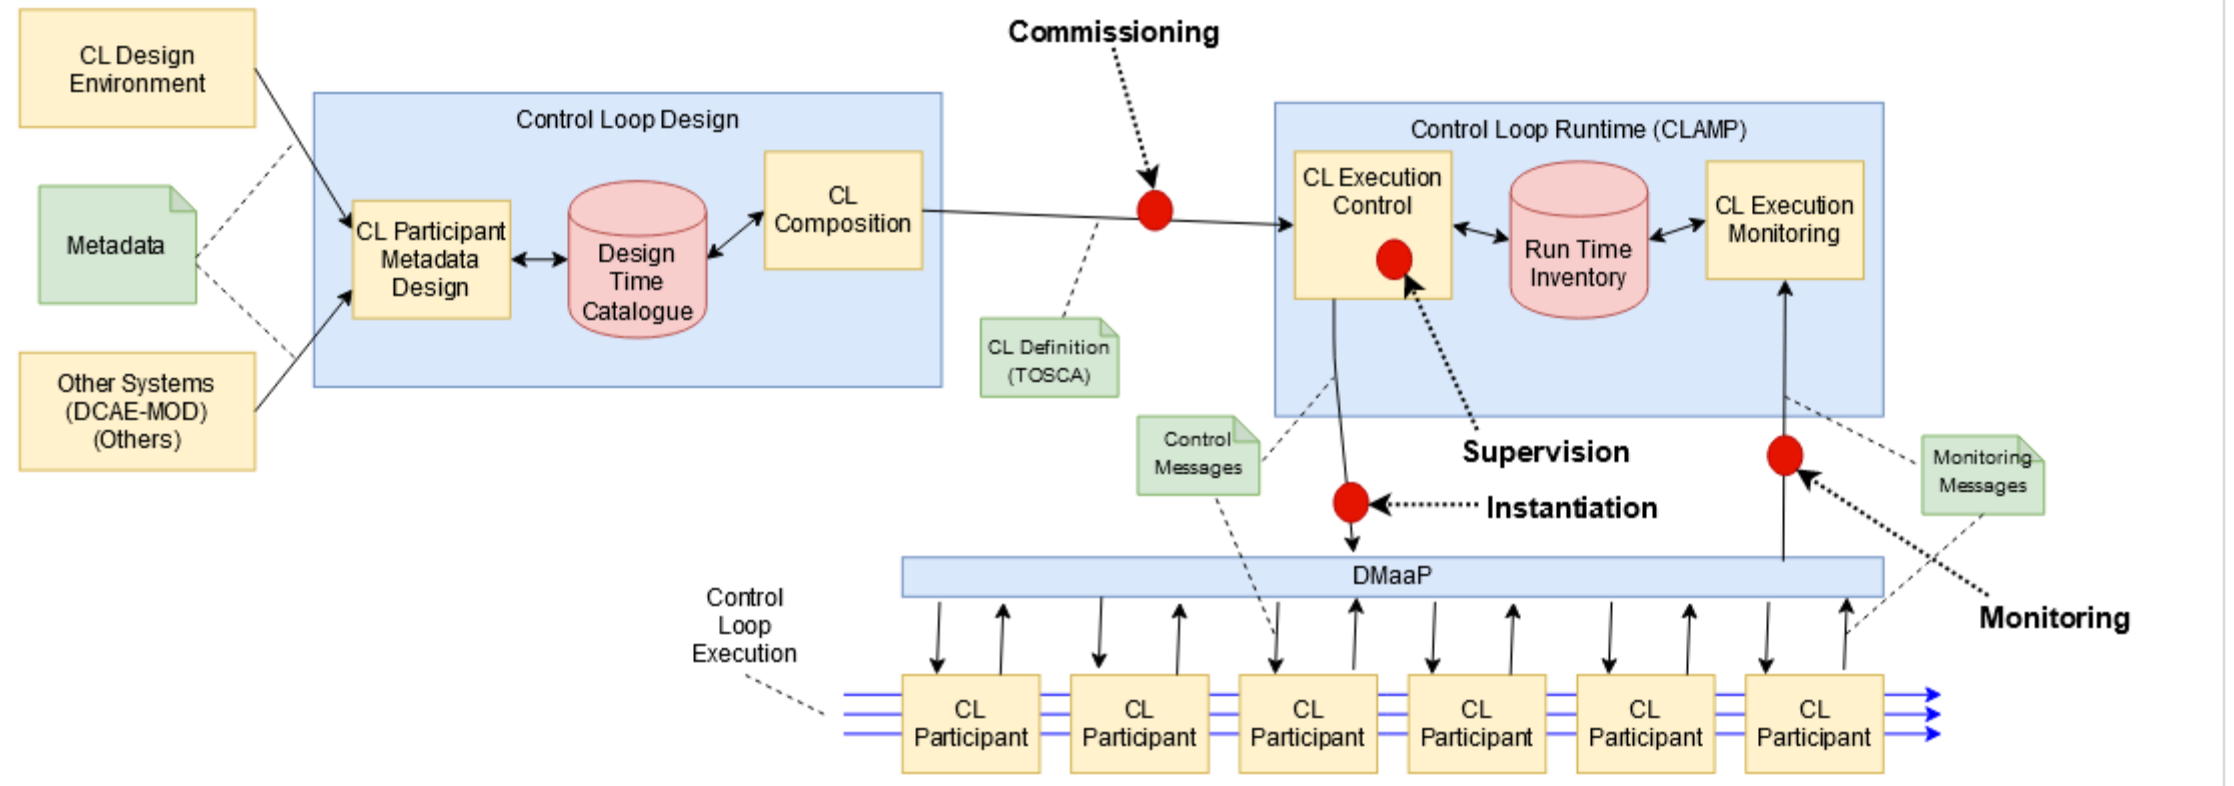 Commissioning
CL Design
Environment
Control Loop Design
Control Loop Runtime (CLAMP)
Metadata
CL Participant
Metadata
Design
Design
Time
Catalogue
CL
Composition
CL Execution
Control
Run Time
Inventory
CL Execution
Monitoring
CL Definition
(TOSCA)
Other Systems
(DCAE-MOD)
(Others)
Control
Messages
Supervision
Instantiation
Monitoring
Messages
DMaaP
Monitoring
Control
Loop
Execution
CL
Participant
CL
Participant
CL
Participant
CL
Participant
CL
Participant
CL
Participant